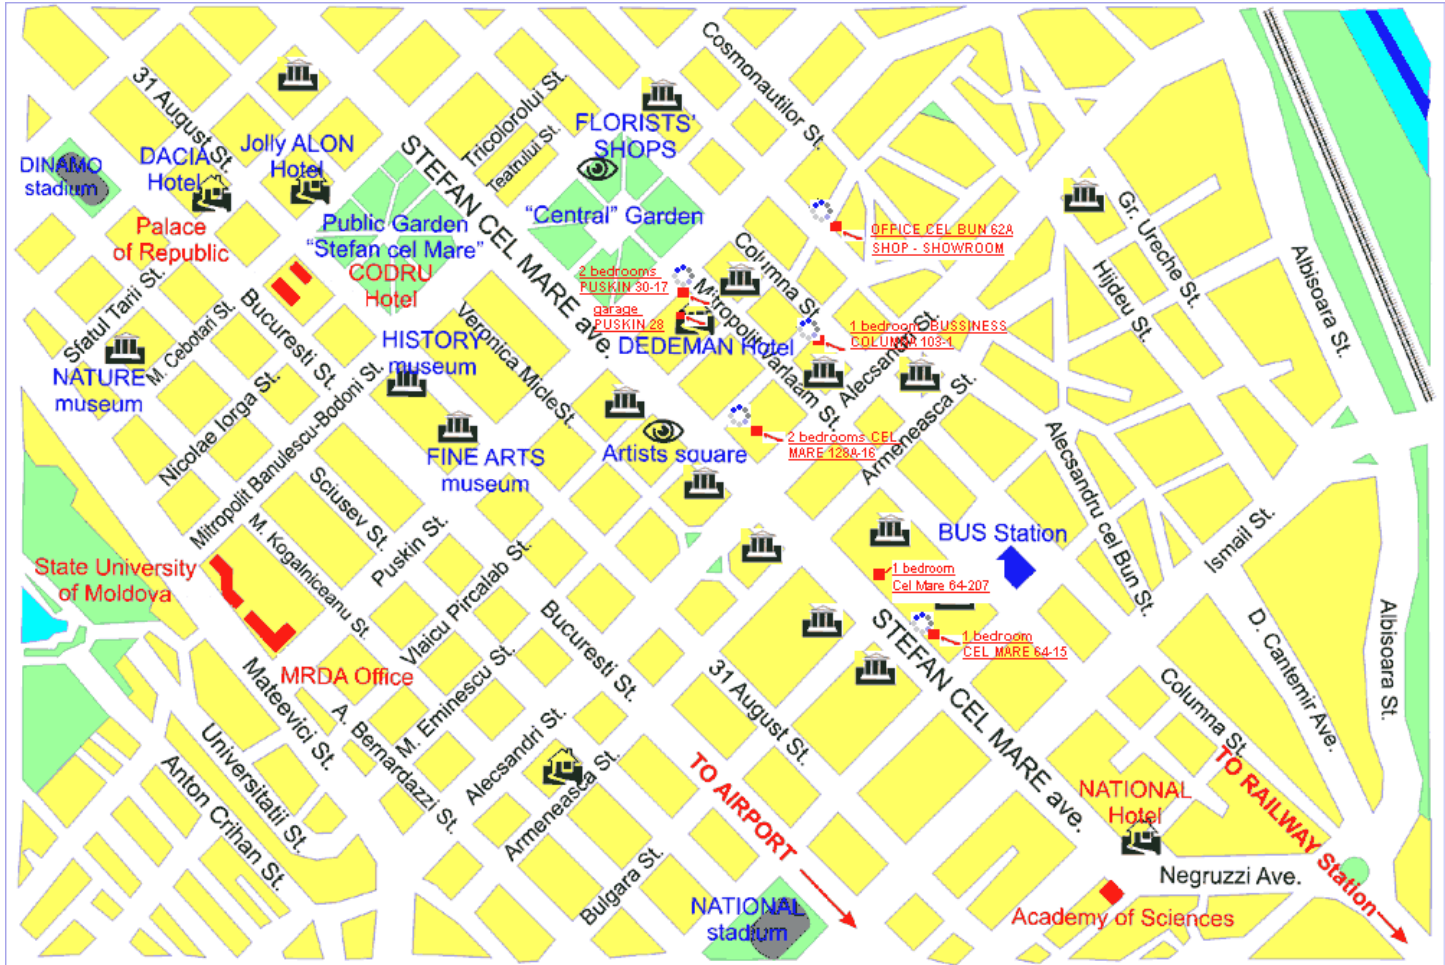 Cosmonautilor St.
31 August St.
Tricolorolui St.
Teatrului St.
FLORISTS'
SHOPS
STEFAN CEL MARE ave.
Jolly ALON
Hotel
DACIA
Hotel
DINAMO
stadium
Palace
of Republic
Public Garden
"Stefan cel Mare"
CODRU
Hotel
"Central" Garden
OFFICE CEL BUN 62A
SHOP - SHOWROOM
Gr. Ureche St.
Hijdeu St.
Albisoara St.
2 bedrooms
PUSKIN 30-17
garage
PUSKIN 28
Columna St.
Mitropolit Varlaam St.
DEDEMAN Hotel
1 bedroom, BUSSINESS
COLUMNA 103-1
Alecsandri St.
Armeneasca St.
Sfatul Tarii St.
M. Cebotari St.
Bucuresti St.
Veronica Micle St.
HISTORY
museum
NATURE
museum
Nicolae Iorga St.
Miitropolit Banulescu-Bodoni St.
FINE ARTS
museum
Artists square
2 bedrooms CEL
MARE 128A-16
Alecsandru cel Bun St.
Sciusev St.
M. Kogalniceanu St.
Puskin St.
Vlaicu Pircalab St.
BUS Station
Ismail St.
1 bedroom
Cel Mare 64-207
1 bedroom
CEL MARE 64-15
STEFAN CEL MARE ave.
State University
of Moldova
MRDA Office
Bucuresti St.
31 August St.
M. Eminescu St.
A. Bernardazzi St.
Mateevici St.
Universitatii St.
Anton Crihan St.
Alecsandri St.
Armeneasca St.
Bulgara St.
TO AIRPORT
NATIONAL
stadium
D. Cantemir Ave.
Albisoara St.
Columna St.
TO RAILWAY Station
NATIONAL
Hotel
Negruzzi Ave.
Academy of Sciences